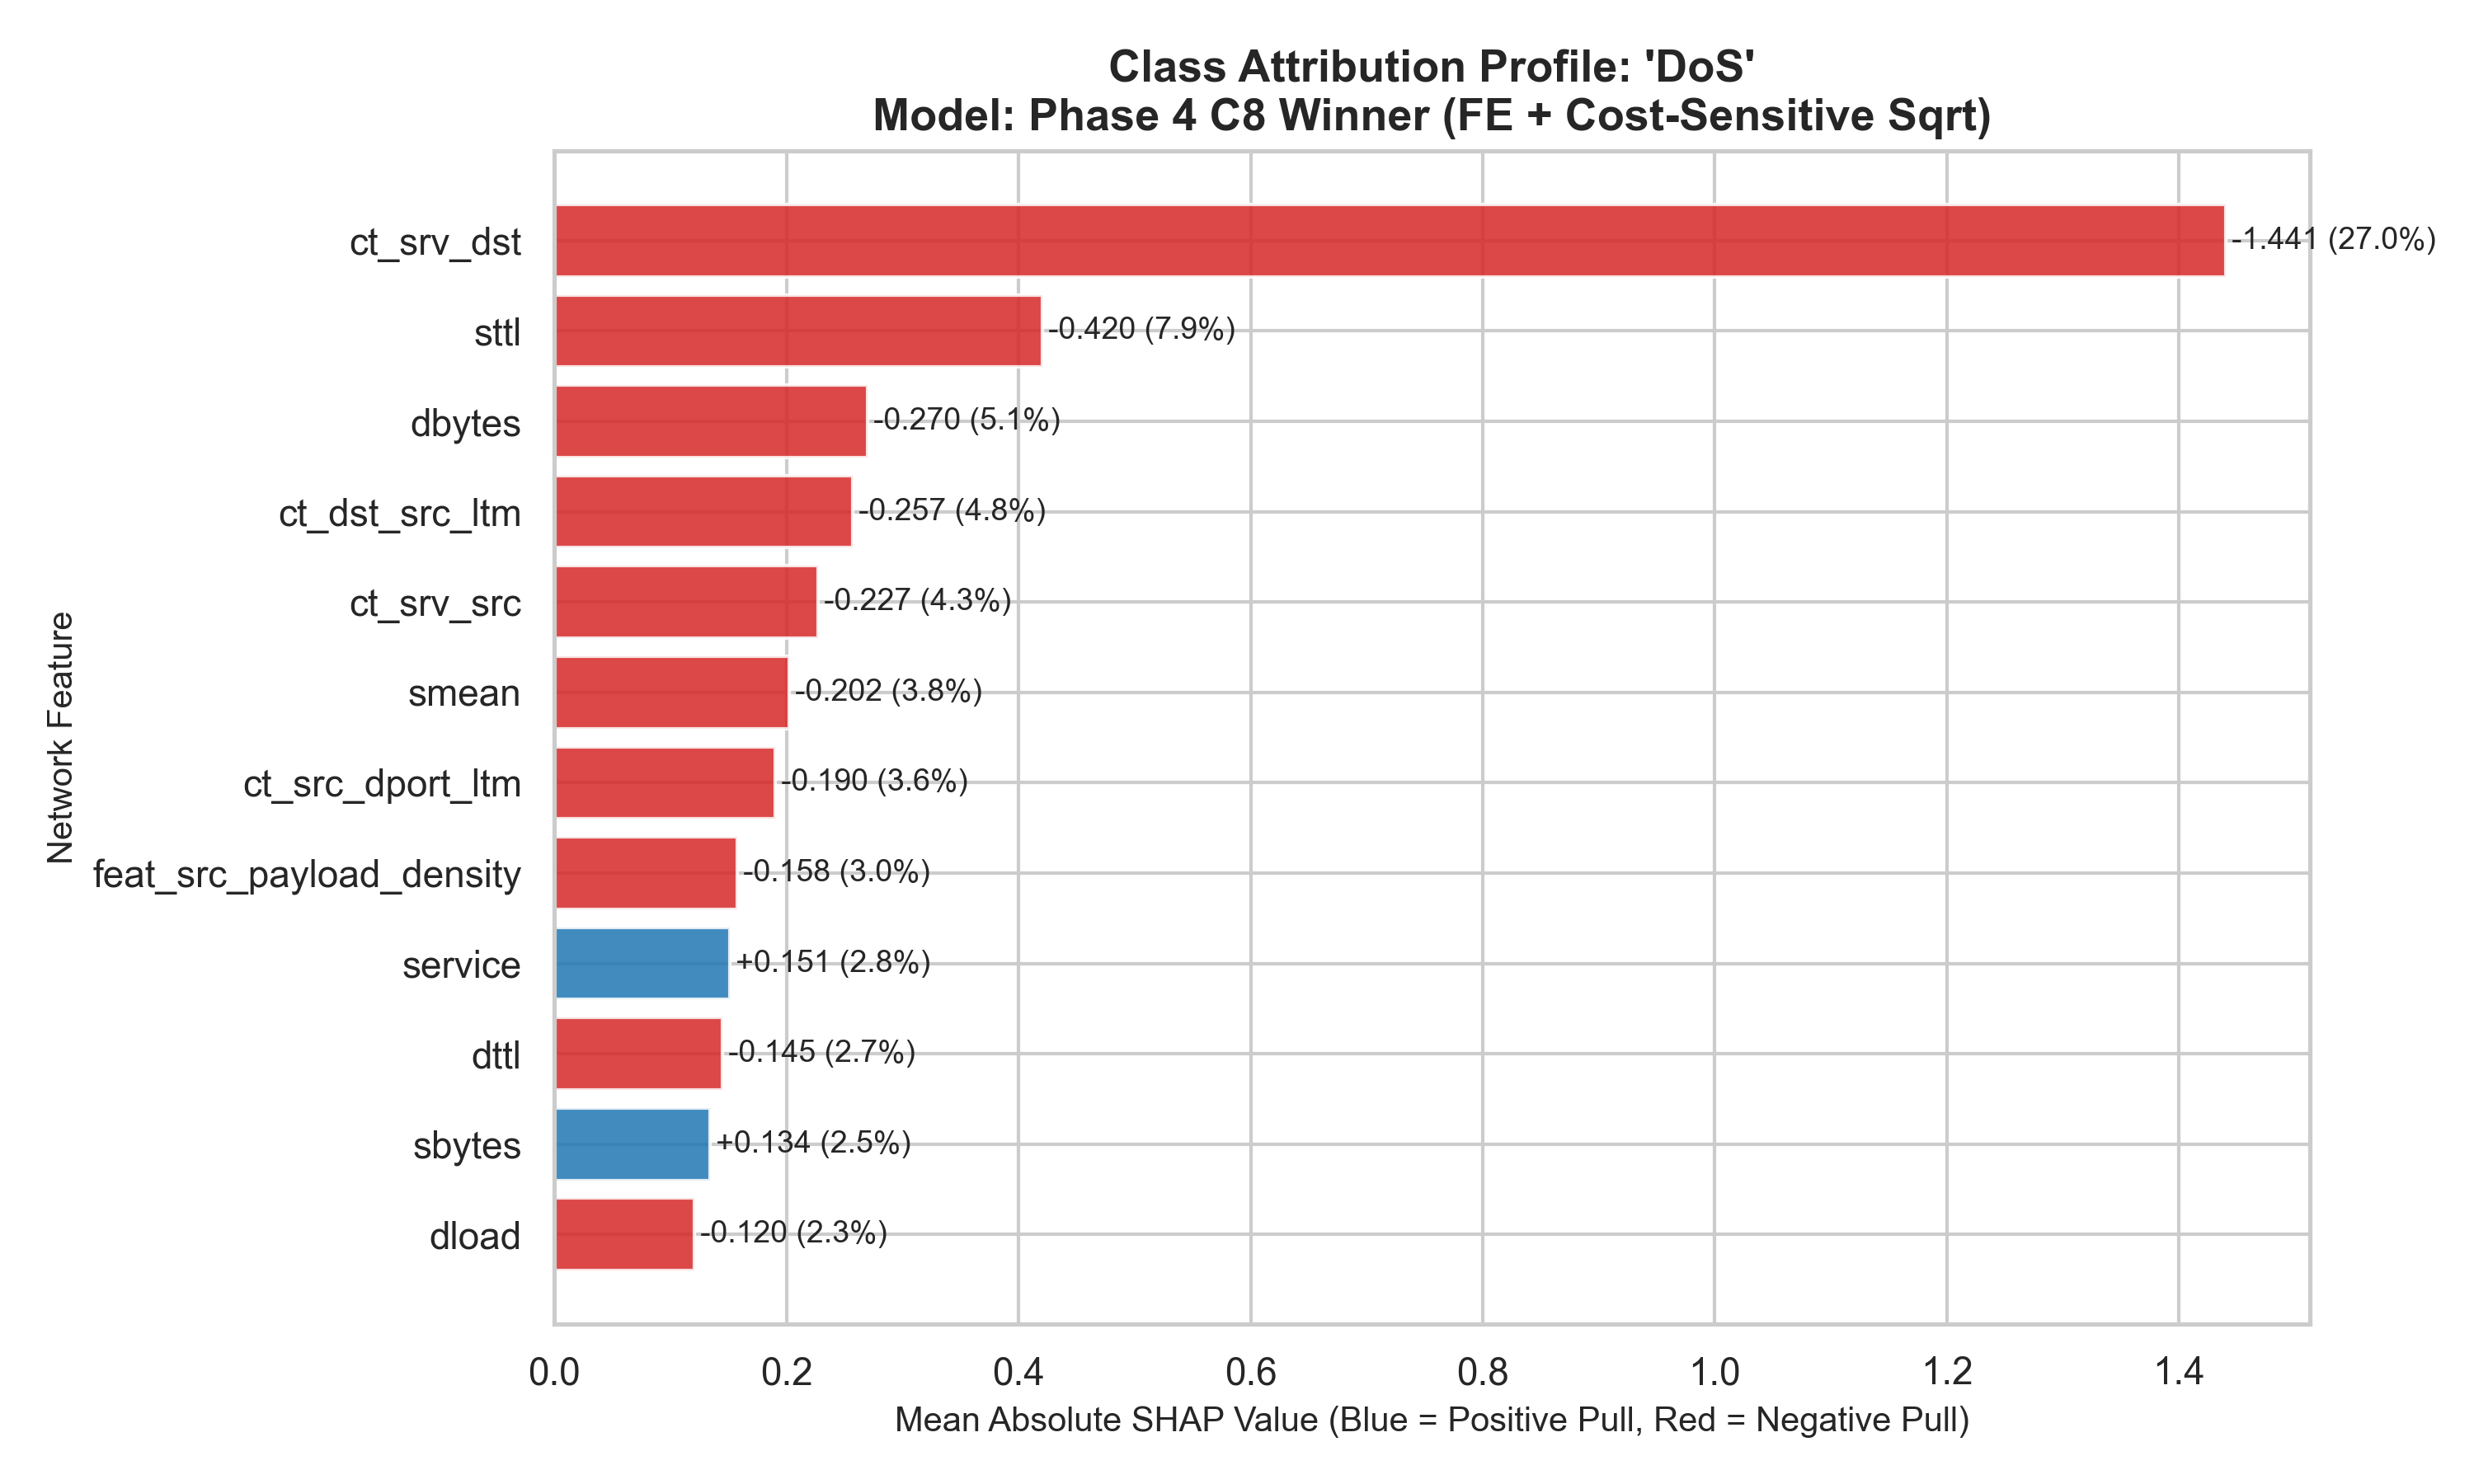 Class Attribution Profile: 'DoS'
Model: Phase 4 C8 Winner (FE + Cost-Sensitive Sqrt)
Network Feature
ct_srv_dst -1.441 (27.0%)
sttl -0.420 (7.9%)
dbytes -0.270 (5.1%)
ct_dst_src_ltm -0.257 (4.8%)
ct_srv_src -0.227 (4.3%)
smean -0.202 (3.8%)
ct_src_dport_ltm -0.190 (3.6%)
feat_src_payload_density -0.158 (3.0%)
service +0.151 (2.8%)
dttl -0.145 (2.7%)
sbytes +0.134 (2.5%)
dload -0.120 (2.3%)
0.0 0.2 0.4 0.6 0.8 1.0 1.2 1.4
Mean Absolute SHAP Value (Blue = Positive Pull, Red = Negative Pull)